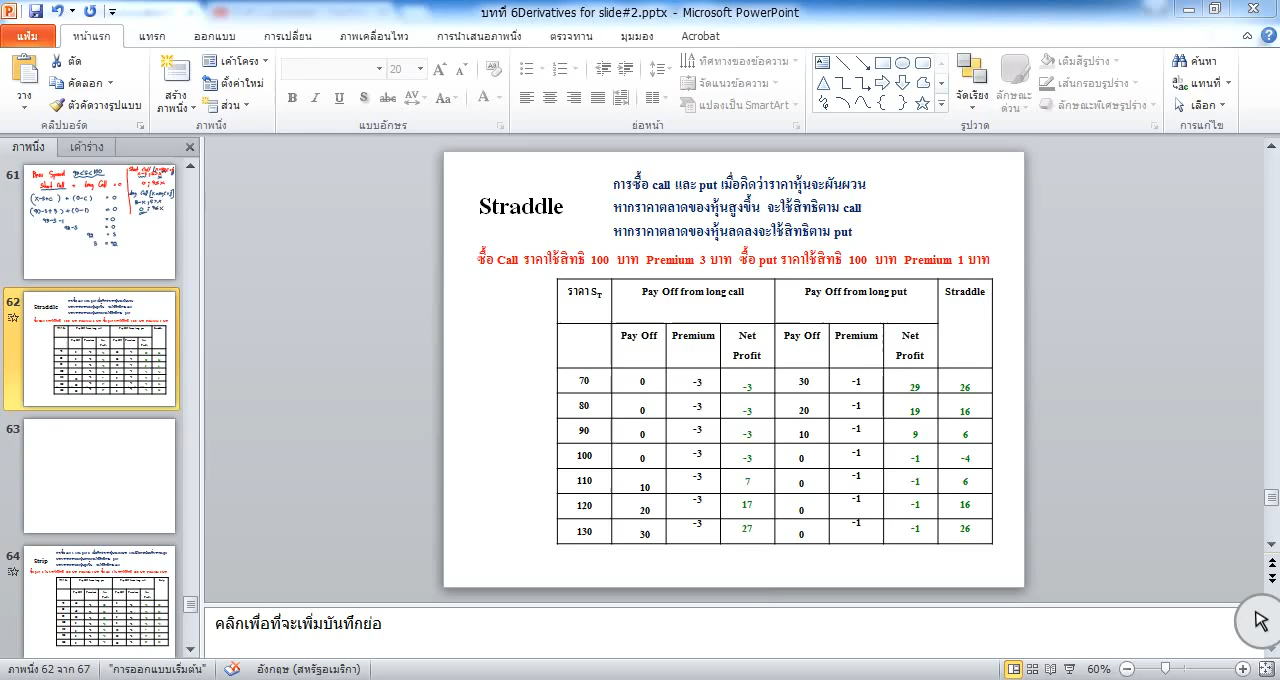 บทที่ 6Derivatives for slide#2.pptx - Microsoft PowerPoint
แฟ้ม หน้าแรก แทรก ออกแบบ การเปลี่ยน ภาพเคลื่อนไหว การนำเสนอภาพนิ่ง ตรวจทาน มุมมอง Acrobat
ตัด
คัดลอก
ตัวคัดวางรูปแบบ
วาง
คลิปบอร์ด
สร้างภาพนิ่ง
เค้าโครง
ตั้งค่าใหม่
ส่วน
ภาพนิ่ง
20
แบบอักษร
ทิศทางของข้อความ
จัดแนวข้อความ
แปลงเป็น SmartArt
ย่อหน้า
จัดเรียง
ลักษณะด่วน
เติมสีรูปร่าง
เส้นกรอบรูปร่าง
ลักษณะพิเศษรูปร่าง
รูปวาด
ค้นหา
แทนที่
เลือก
การแก้ไข
ภาพนิ่ง เค้าร่าง
61
62
63
64
Straddle
Strip
Straddle
การซื้อ call และ put เมื่อคิดว่าราคาหุ้นจะผันผวน
หากราคาตลาดของหุ้นสูงขึ้น จะใช้สิทธิตาม call
หากราคาตลาดของหุ้นลดลงจะใช้สิทธิตาม put
ซื้อ Call ราคาใช้สิทธิ 100 บาท Premium 3 บาท ซื้อ put ราคาใช้สิทธิ 100 บาท Premium 1 บาท
ราคา ST Pay Off from long call Pay Off from long put Straddle
Pay Off Premium Net Profit Pay Off Premium Net Profit
70 0 -3 -3 30 -1 29 26
80 0 -3 -3 20 -1 19 16
90 0 -3 -3 10 -1 9 6
100 0 -3 -3 0 -1 -1 -4
110 10 -3 7 0 -1 -1 6
120 20 -3 17 0 -1 -1 16
130 30 -3 27 0 -1 -1 26
คลิกเพื่อที่จะเพิ่มบันทึกย่อ
ภาพนิ่ง 62 จาก 67 "การออกแบบเริ่มต้น" อังกฤษ (สหรัฐอเมริกา) 60%